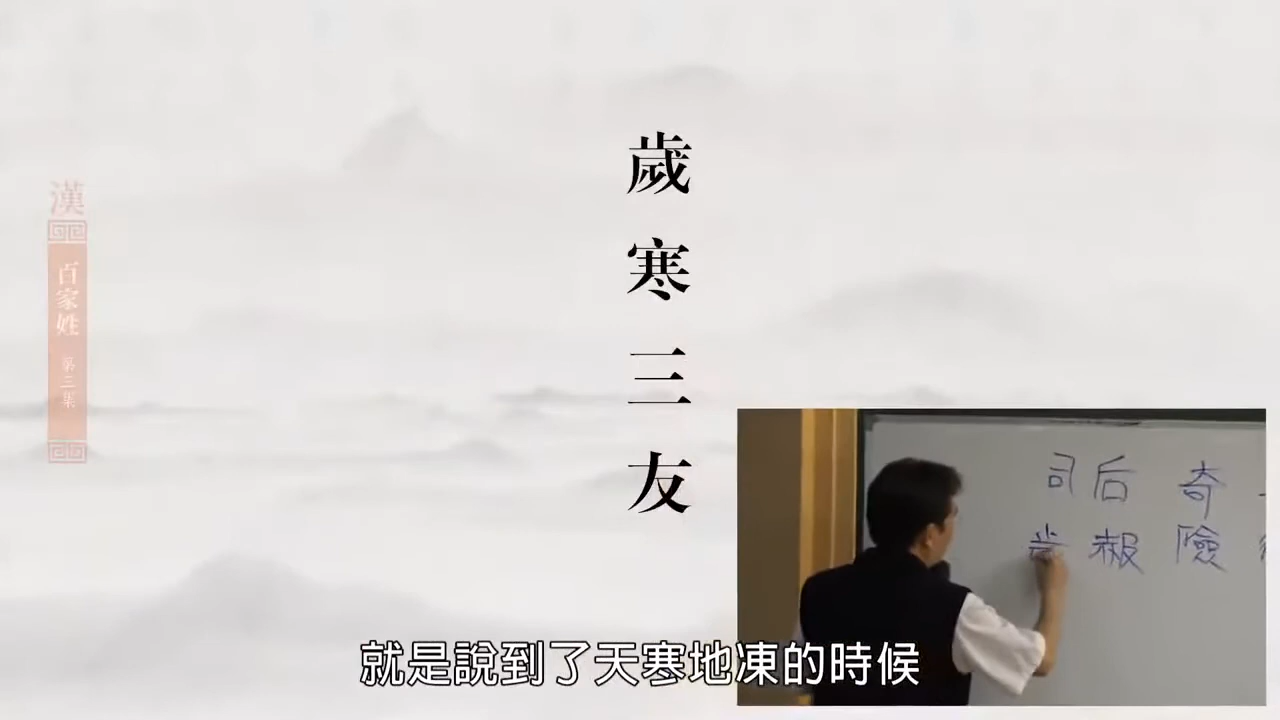 漢
百家姓 第三集
歲寒三友
司后奇
報險
就是說到了天寒地凍的時候